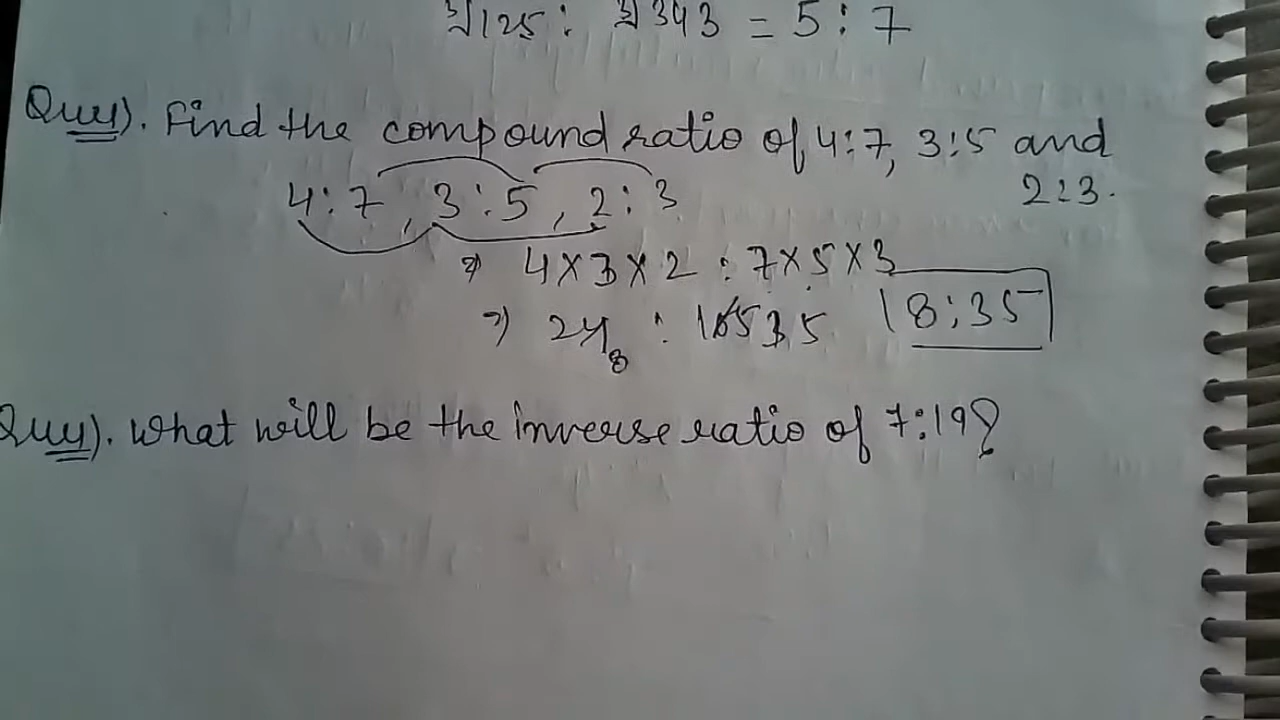 ∛125 : ∛343 = 5 : 7
Find the compound ratio of 4:7, 3:5 and
2:3.
4:7, 3:5, 2:3
⇒ 4×3×2 : 7×5×3
⇒ 24 8 : 105 35 8:35
What will be the inverse ratio of 7:19?